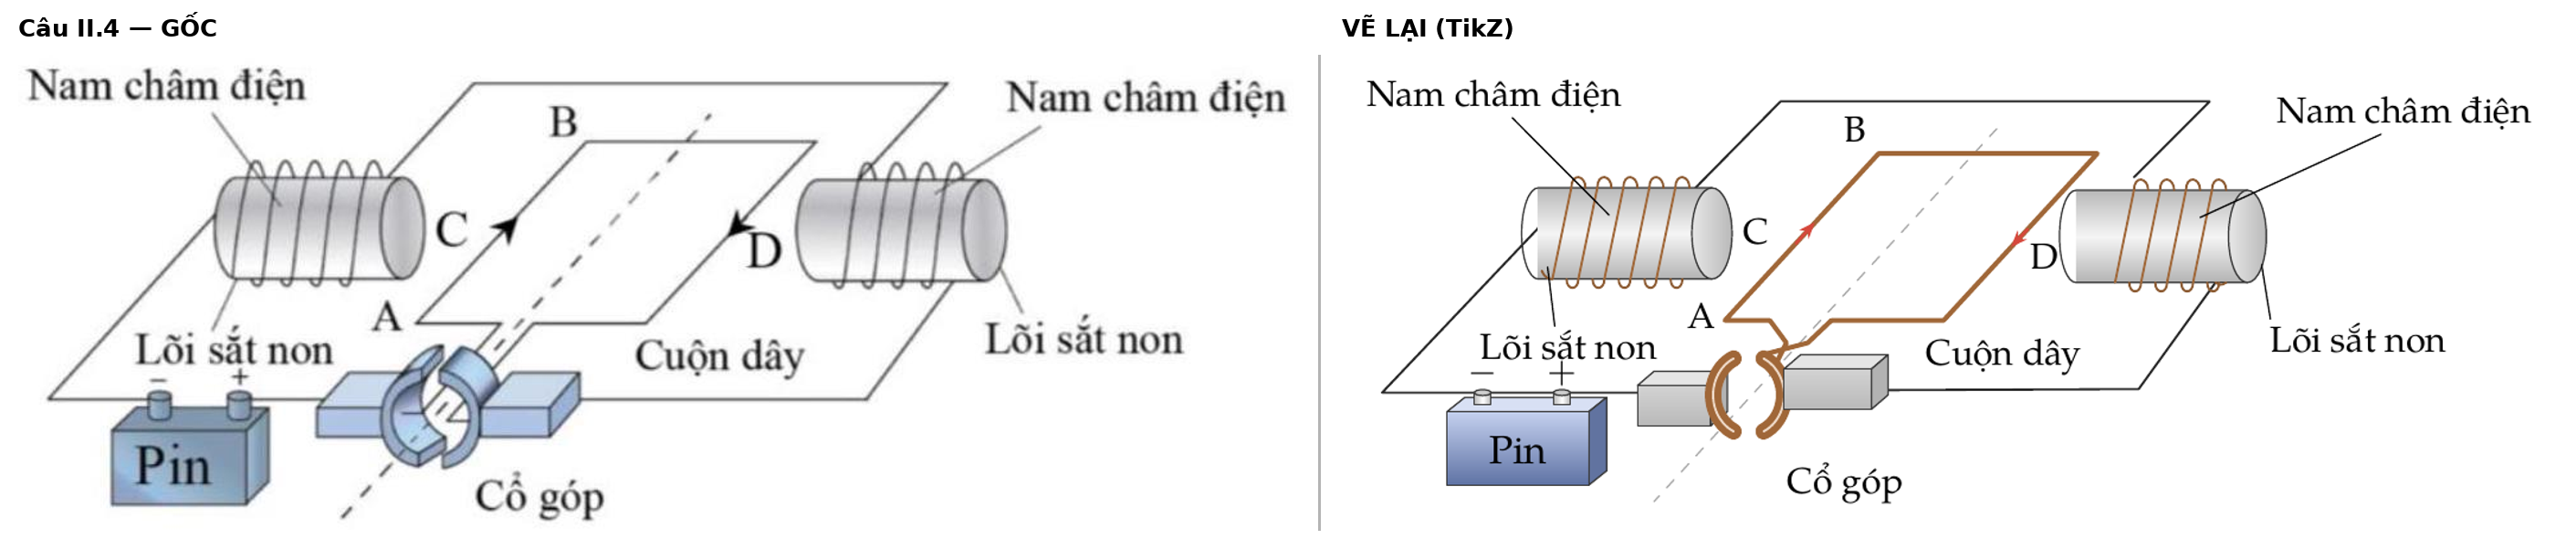 Câu II.4 — GỐC
Nam châm điện
B
Nam châm điện
C
D
A
Lõi sắt non
Cuộn dây
Lõi sắt non
− +
Pin
Cổ góp
VẼ LẠI (TikZ)
Nam châm điện
B
Nam châm điện
C
D
A
Lõi sắt non
Cuộn dây
Lõi sắt non
− +
Pin
Cổ góp